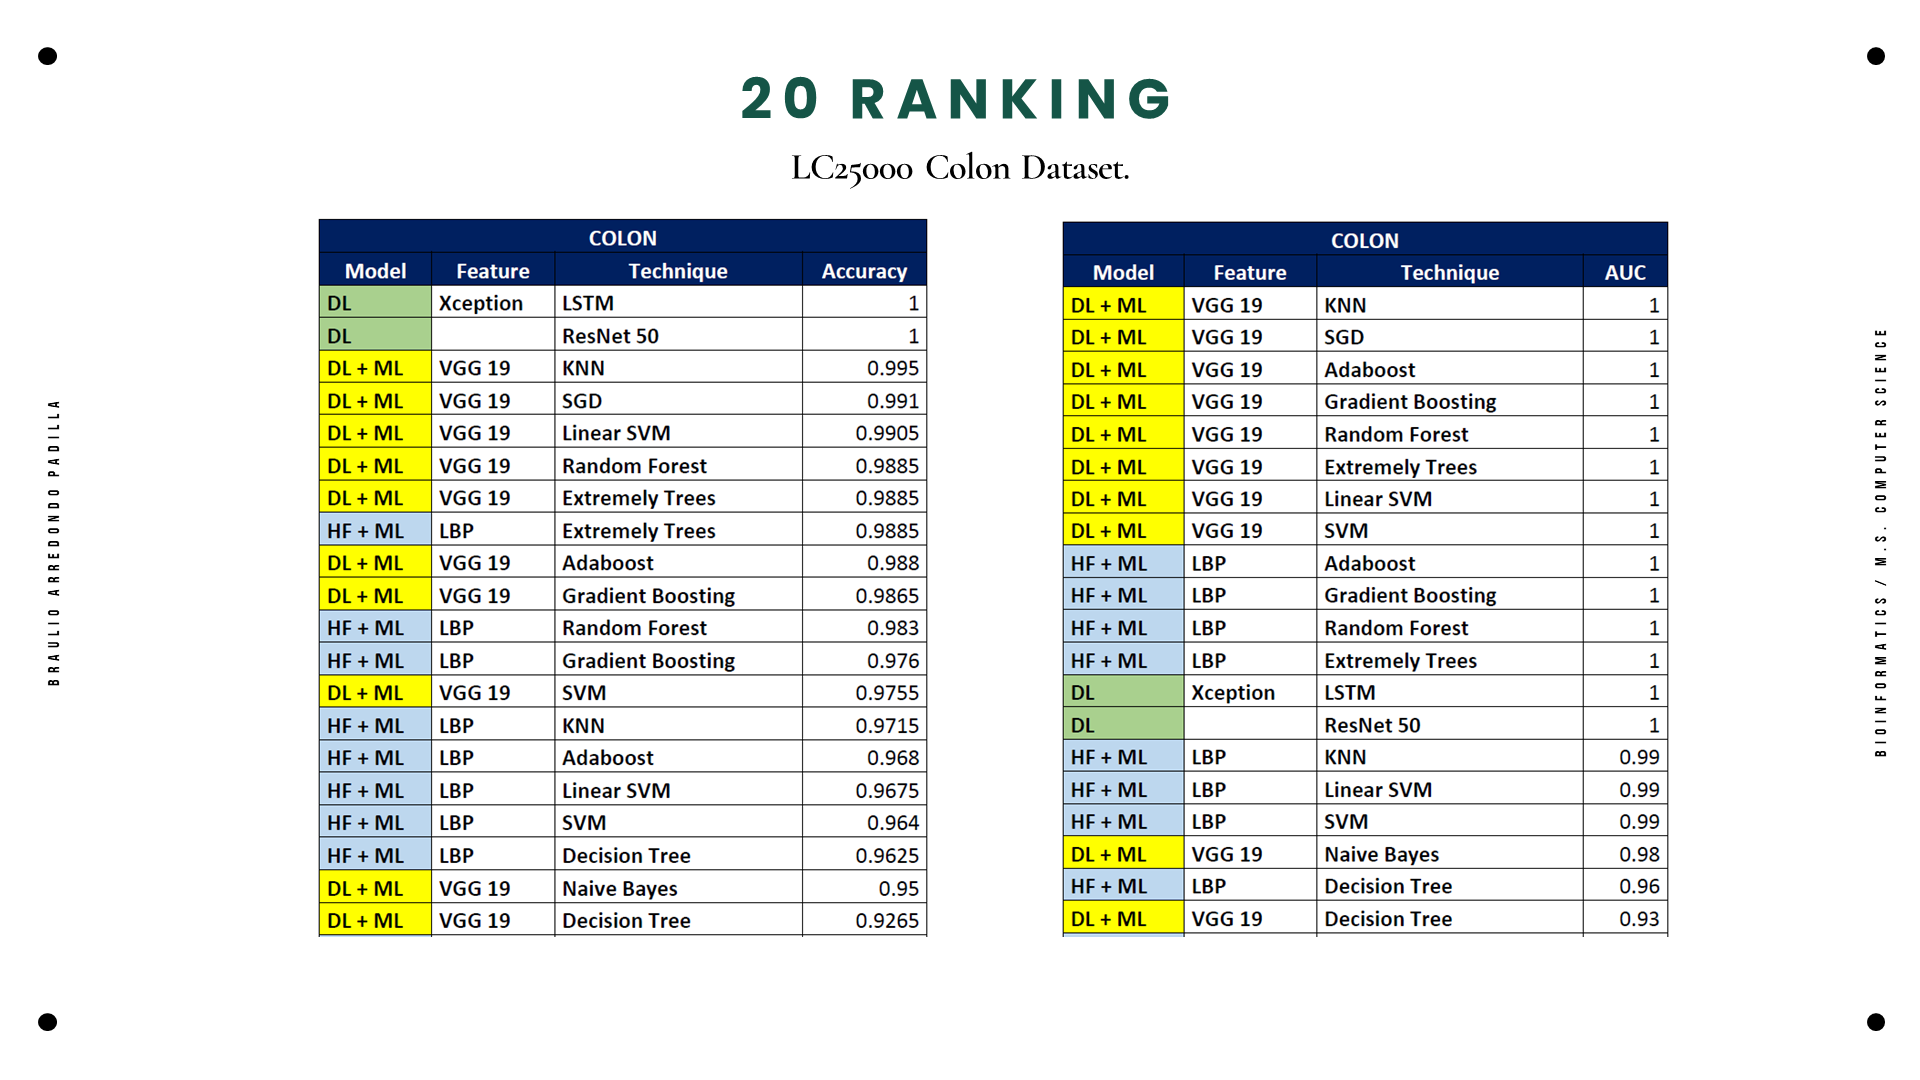 20 RANKING
LC25000 Colon Dataset.
COLON
Model Feature Technique Accuracy
DL Xception LSTM 1
DL ResNet 50 1
DL + ML VGG 19 KNN 0.995
DL + ML VGG 19 SGD 0.991
DL + ML VGG 19 Linear SVM 0.9905
DL + ML VGG 19 Random Forest 0.9885
DL + ML VGG 19 Extremely Trees 0.9885
HF + ML LBP Extremely Trees 0.9885
DL + ML VGG 19 Adaboost 0.988
DL + ML VGG 19 Gradient Boosting 0.9865
HF + ML LBP Random Forest 0.983
HF + ML LBP Gradient Boosting 0.976
DL + ML VGG 19 SVM 0.9755
HF + ML LBP KNN 0.9715
HF + ML LBP Adaboost 0.968
HF + ML LBP Linear SVM 0.9675
HF + ML LBP SVM 0.964
HF + ML LBP Decision Tree 0.9625
DL + ML VGG 19 Naive Bayes 0.95
DL + ML VGG 19 Decision Tree 0.9265
COLON
Model Feature Technique AUC
DL + ML VGG 19 KNN 1
DL + ML VGG 19 SGD 1
DL + ML VGG 19 Adaboost 1
DL + ML VGG 19 Gradient Boosting 1
DL + ML VGG 19 Random Forest 1
DL + ML VGG 19 Extremely Trees 1
DL + ML VGG 19 Linear SVM 1
DL + ML VGG 19 SVM 1
HF + ML LBP Adaboost 1
HF + ML LBP Gradient Boosting 1
HF + ML LBP Random Forest 1
HF + ML LBP Extremely Trees 1
DL Xception LSTM 1
DL ResNet 50 1
HF + ML LBP KNN 0.99
HF + ML LBP Linear SVM 0.99
HF + ML LBP SVM 0.99
DL + ML VGG 19 Naive Bayes 0.98
HF + ML LBP Decision Tree 0.96
DL + ML VGG 19 Decision Tree 0.93
BRAULIO ARREDONDO PADILLA
BIOINFORMATICS / M.S. COMPUTER SCIENCE